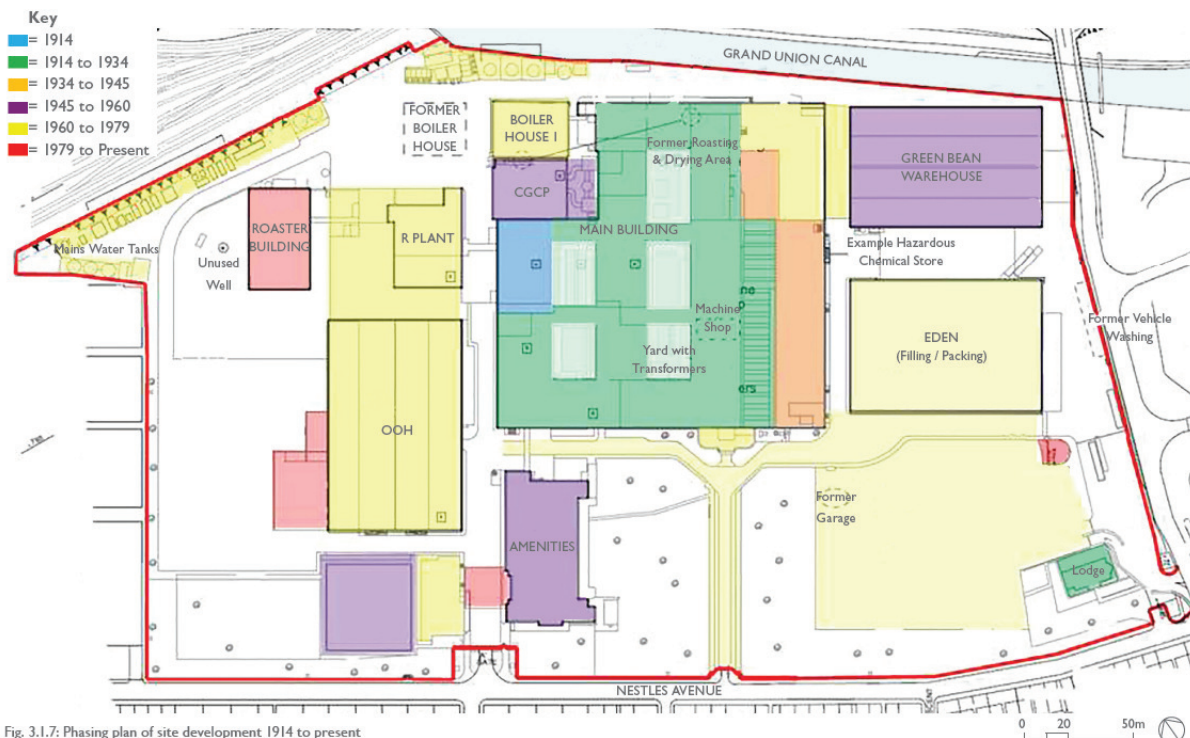 Key
= 1914
= 1914 to 1934
= 1934 to 1945
= 1945 to 1960
= 1960 to 1979
= 1979 to Present
GRAND UNION CANAL
FORMER
BOILER
HOUSE
BOILER
HOUSE I
Former Roasting
& Drying Area
GREEN BEAN
WAREHOUSE
CGCP
ROASTER
BUILDING
R PLANT
MAIN BUILDING
Mains Water Tanks
Unused
Well
Example Hazardous
Chemical Store
Machine
Shop
Former Vehicle
Washing
EDEN
(Filling / Packing)
Yard with
Transformers
OOH
Former
Garage
AMENITIES
Lodge
GATE
NESTLES AVENUE
0 20 50m
Fig. 3.1.7: Phasing plan of site development 1914 to present